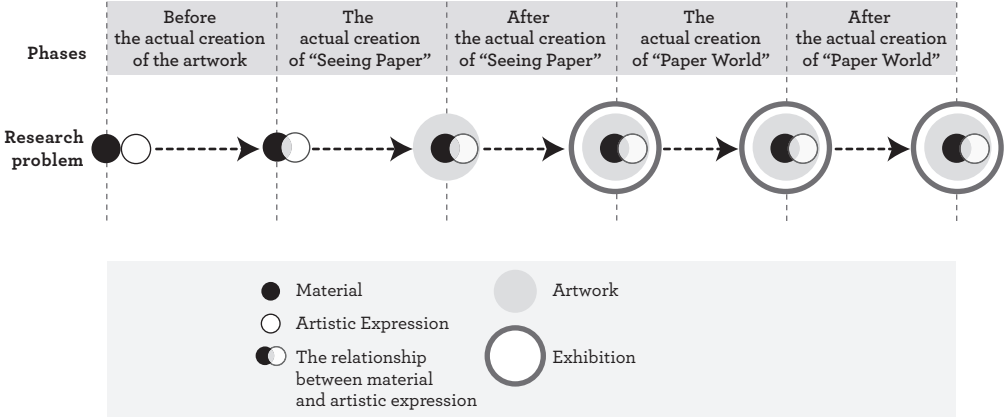 Phases
Before
the actual creation
of the artwork
The
actual creation
of “Seeing Paper”
After
the actual creation
of “Seeing Paper”
The
actual creation
of “Paper World”
After
the actual creation
of “Paper World”
Research
problem
Material
Artistic Expression
The relationship
between material
and artistic expression
Artwork
Exhibition